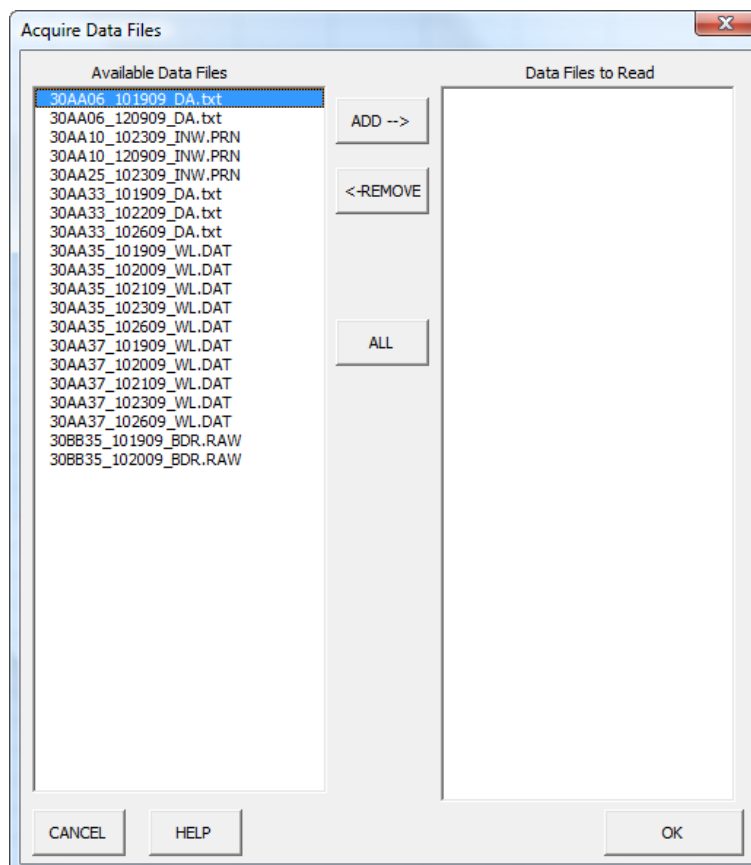 Acquire Data Files
Available Data Files
Data Files to Read
30AA06_101909_DA.txt
30AA06_120909_DA.txt
30AA10_102309_INW.PRN
30AA10_120909_INW.PRN
30AA25_102309_INW.PRN
30AA33_101909_DA.txt
30AA33_102209_DA.txt
30AA33_102609_DA.txt
30AA35_101909_WL.DAT
30AA35_102009_WL.DAT
30AA35_102109_WL.DAT
30AA35_102309_WL.DAT
30AA35_102609_WL.DAT
30AA37_101909_WL.DAT
30AA37_102009_WL.DAT
30AA37_102109_WL.DAT
30AA37_102309_WL.DAT
30AA37_102609_WL.DAT
30BB35_101909_BDR.RAW
30BB35_102009_BDR.RAW
ADD -->
<-REMOVE
ALL
CANCEL
HELP
OK